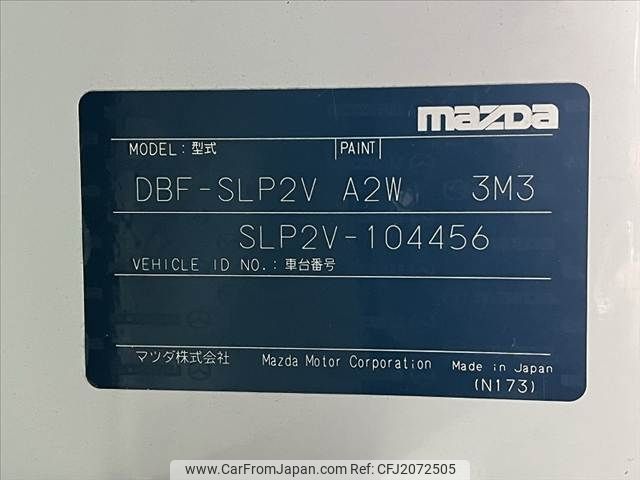 mazda
MODEL: 型式 PAINT
DBF-SLP2V A2W 3M3
SLP2V-104456
VEHICLE ID NO.: 車台番号
マツダ株式会社 Mazda Motor Corporation Made in Japan
(N173)
www.CarFromJapan.com | CFJ2072505